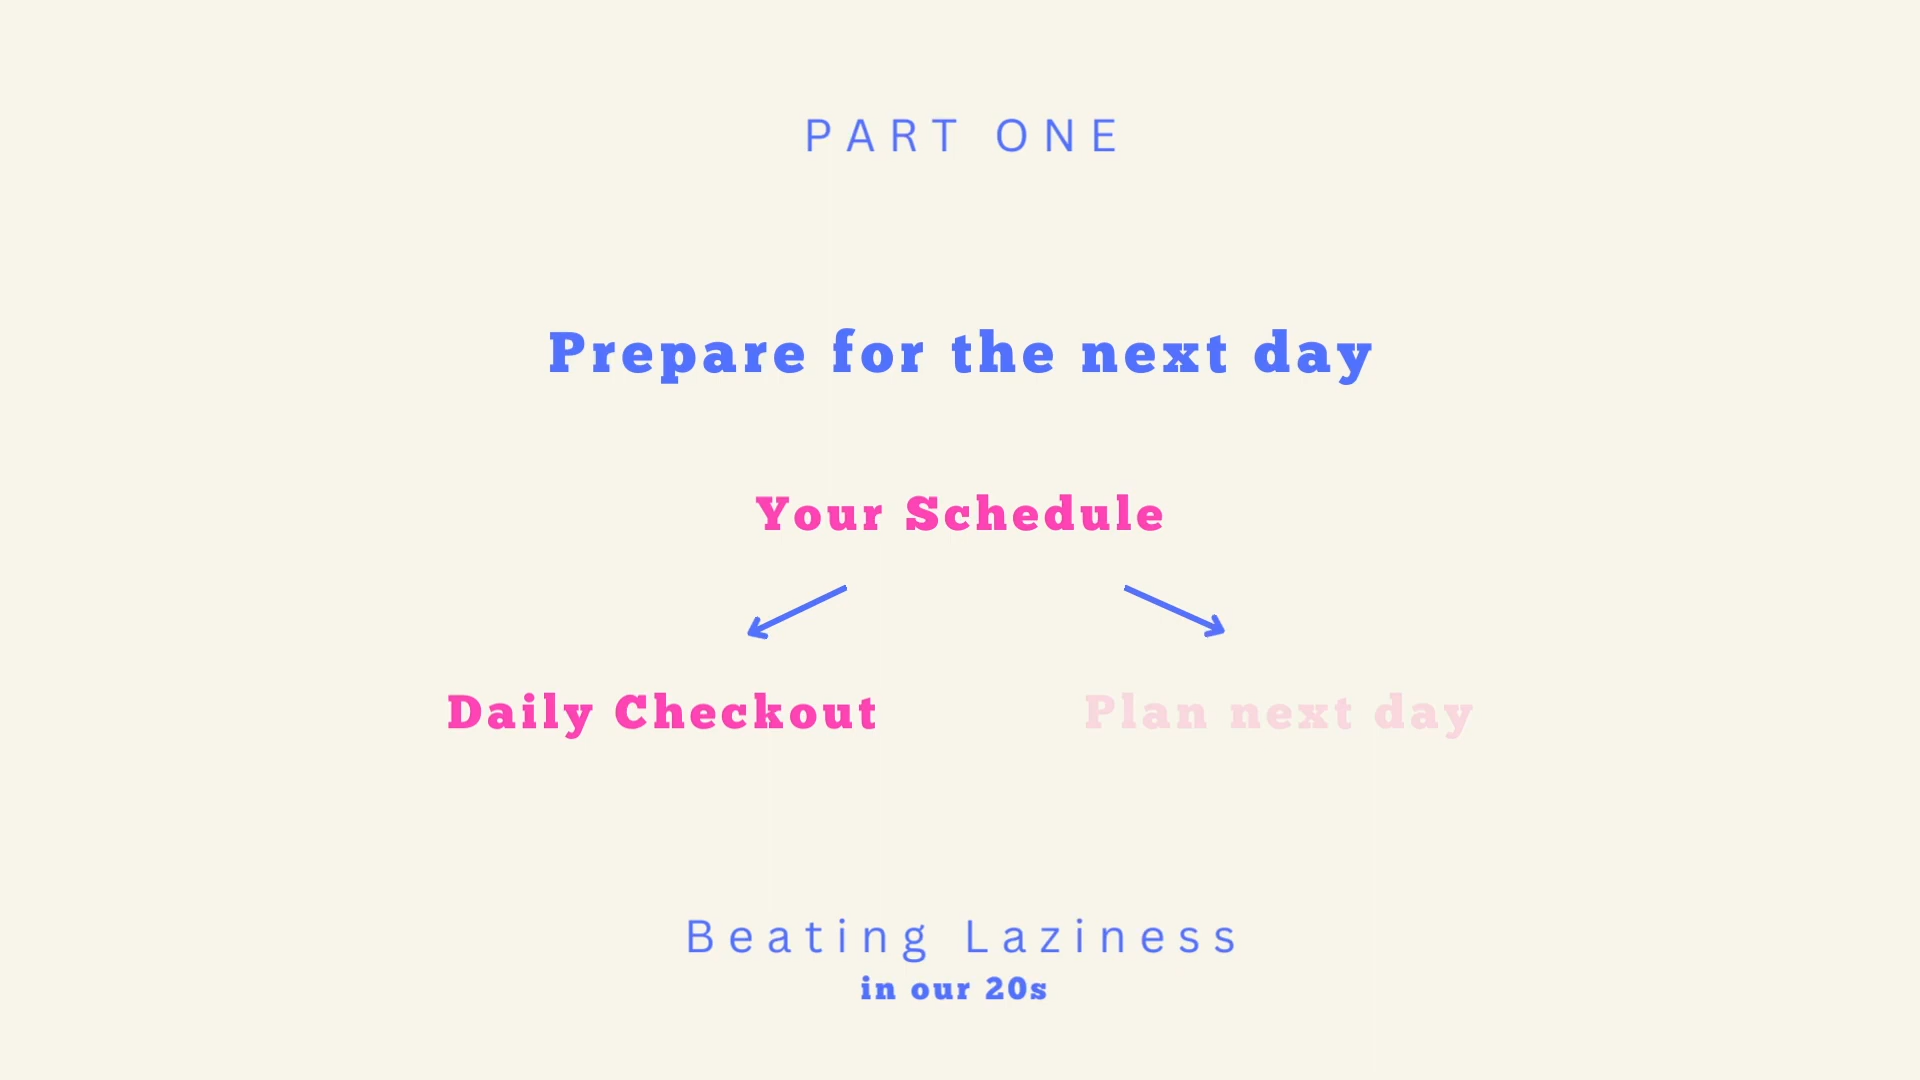 PART ONE
Prepare for the next day
Your Schedule
Daily Checkout
Plan next day
Beating Laziness
in our 20s